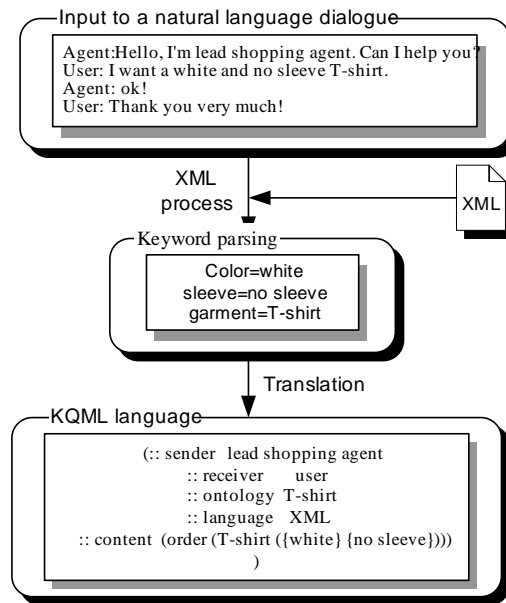 Input to a natural language dialogue
Agent:Hello, I'm lead shopping agent. Can I help you?
User: I want a white and no sleeve T-shirt.
Agent: ok!
User: Thank you very much!
XML
process
XML
Keyword parsing
Color=white
sleeve=no sleeve
garment=T-shirt
Translation
KQML language
(:: sender lead shopping agent
:: receiver user
:: ontology T-shirt
:: language XML
:: content (order (T-shirt ({white} {no sleeve})))
)